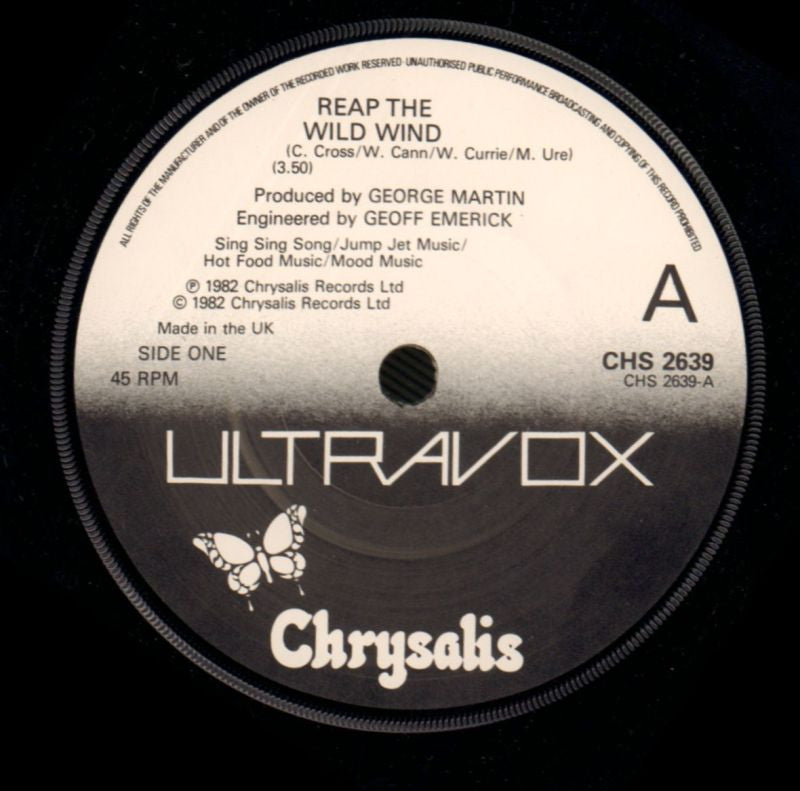 ALL RIGHTS OF THE MANUFACTURER AND OF THE OWNER OF THE RECORDED WORK RESERVED · UNAUTHORISED PUBLIC PERFORMANCE BROADCASTING AND COPYING OF THIS RECORD PROHIBITED
REAP THE
WILD WIND
(C. Cross/W. Cann/W. Currie/M. Ure)
(3.50)
Produced by GEORGE MARTIN
Engineered by GEOFF EMERICK
Sing Sing Song/Jump Jet Music/
Hot Food Music/Mood Music
℗ 1982 Chrysalis Records Ltd
© 1982 Chrysalis Records Ltd
Made in the UK
SIDE ONE
45 RPM
A
CHS 2639
CHS 2639-A
ULTRAVOX
Chrysalis